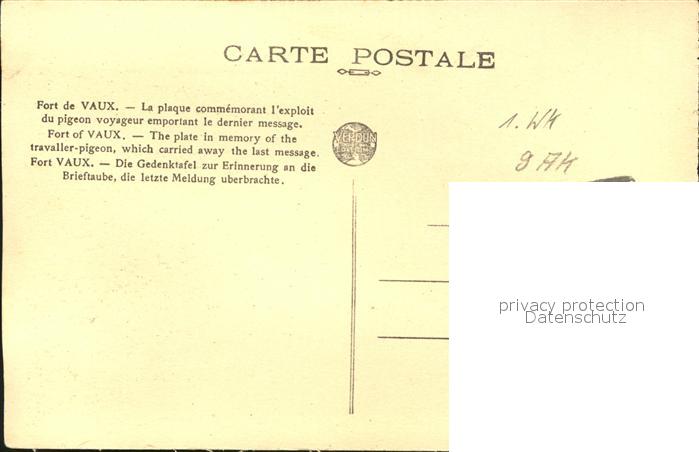 CARTE POSTALE
Fort de VAUX. — La plaque commémorant l'exploit
du pigeon voyageur emportant le dernier message.
Fort of VAUX. — The plate in memory of the
travaller-pigeon, which carried away the last message.
Fort VAUX. — Die Gedenktafel zur Erinnerung an die
Brieftaube, die letzte Meldung uberbrachte.
VERDUN
1. WK
9 AK
privacy protection
Datenschutz